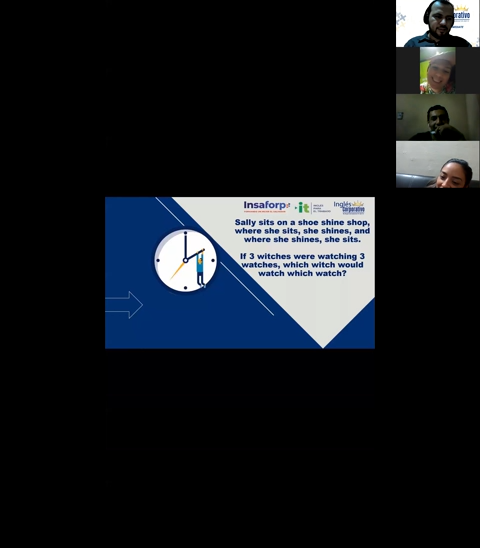 Insaforp
it
Inglés
Corporativo
Sally sits on a shoe shine shop,
where she sits, she shines, and
where she shines, she sits.
If 3 witches were watching 3
watches, which witch would
watch which watch?